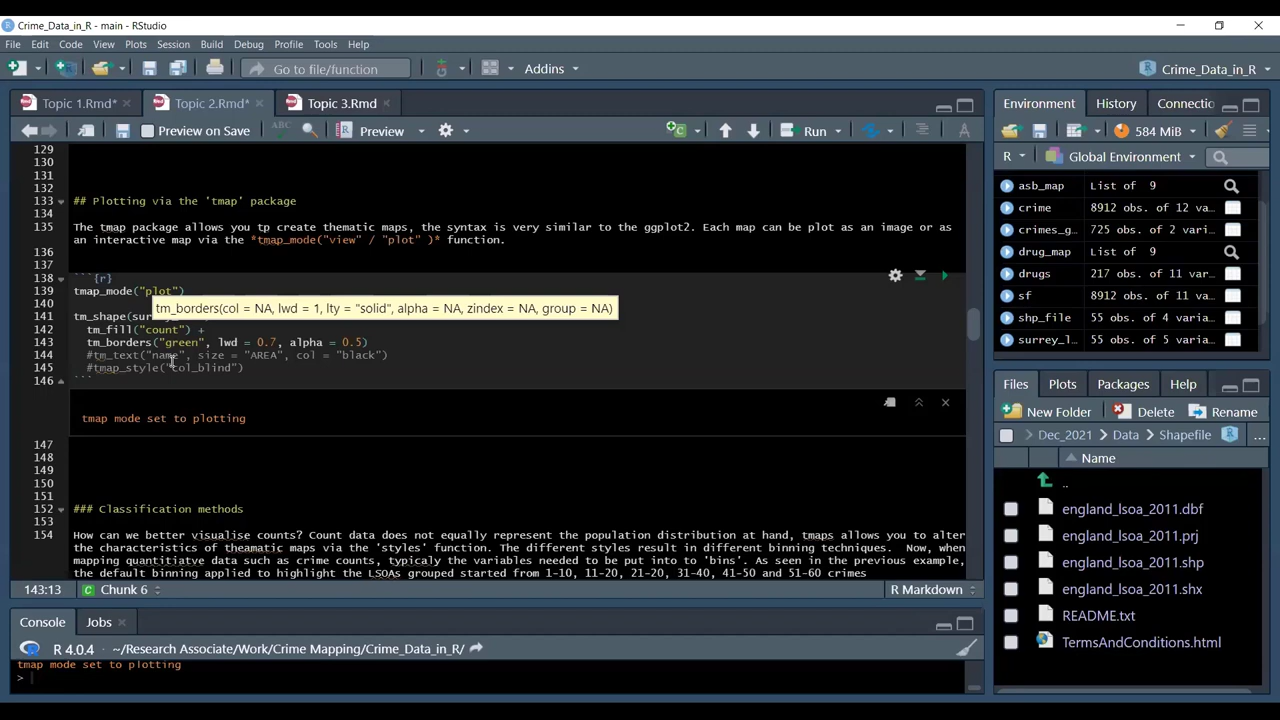 Crime_Data_in_R - main - RStudio
File Edit Code View Plots Session Build Debug Profile Tools Help
Go to file/function
Addins
Crime_Data_in_R
Topic 1.Rmd*
Topic 2.Rmd*
Topic 3.Rmd
Preview on Save
ABC
Preview
Run
129
130
131
132
133 ## Plotting via the 'tmap' package
134
135 The tmap package allows you tp create thematic maps, the syntax is very similar to the ggplot2. Each map can be plot as an image or as
an interactive map via the *tmap_mode("view" / "plot" )* function.
136
137
138 ```{r}
139 tmap_mode("plot")
140
tm_borders(col = NA, lwd = 1, lty = "solid", alpha = NA, zindex = NA, group = NA)
141 tm_shape(sur
142 tm_fill("count") +
143 tm_borders("green", lwd = 0.7, alpha = 0.5)
144 #tm_text("name", size = "AREA", col = "black")
145 #tmap_style("col_blind")
146 ```
tmap mode set to plotting
147
148
149
150
151
152 ### Classification methods
153
154 How can we better visualise counts? Count data does not equally represent the population distribution at hand, tmaps allows you to alter
the characteristics of theamatic maps via the 'styles' function. The different styles result in different binning techniques. Now, when
mapping quantitiatve data such as crime counts, typicaly the variables needed to be put into to 'bins'. As seen in the previous example,
the default binning applied to highlight the LSOAs grouped started from 1-10, 11-20, 21-20, 31-40, 41-50 and 51-60 crimes
143:13
Chunk 6
R Markdown
Console
Jobs
R 4.0.4 · ~/Research Associate/Work/Crime Mapping/Crime_Data_in_R/
tmap mode set to plotting
>
Environment
History
Connectio
584 MiB
R
Global Environment
asb_map List of 9
crime 8912 obs. of 12 va…
crimes_g… 725 obs. of 2 vari…
drug_map List of 9
drugs 217 obs. of 11 var…
sf 8912 obs. of 11 va…
shp_file 55 obs. of 4 varia…
surrey_l… 55 obs. of 5 varia…
Files
Plots
Packages
Help
New Folder
Delete
Rename
Dec_2021
Data
Shapefile
…
Name
..
england_lsoa_2011.dbf
england_lsoa_2011.prj
england_lsoa_2011.shp
england_lsoa_2011.shx
README.txt
TermsAndConditions.html